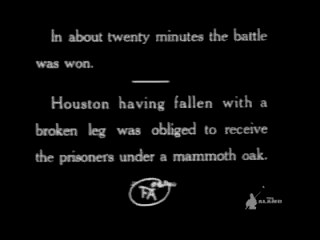 In about twenty minutes the battle
was won.
Houston having fallen with a
broken leg was obliged to receive
the prisoners under a mammoth oak.
FA